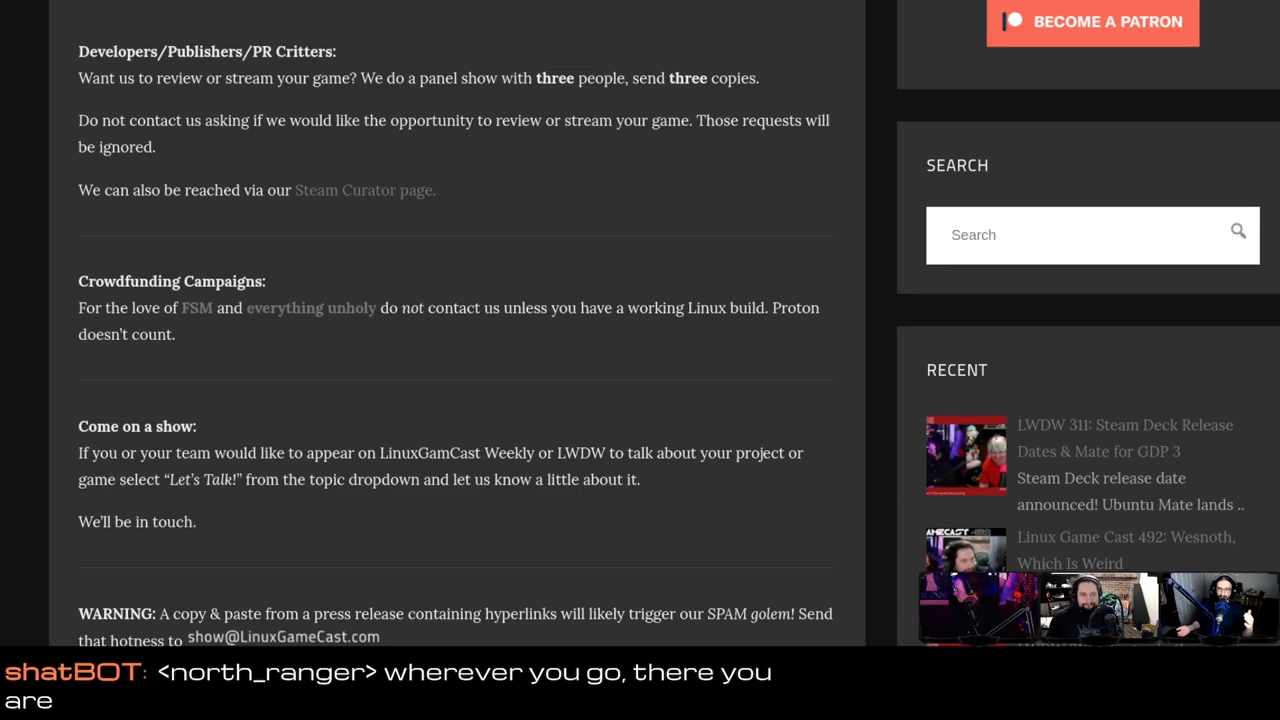 BECOME A PATRON
Developers/Publishers/PR Critters:
Want us to review or stream your game? We do a panel show with three people, send three copies.
Do not contact us asking if we would like the opportunity to review or stream your game. Those requests will
be ignored.
We can also be reached via our Steam Curator page.
Crowdfunding Campaigns:
For the love of FSM and everything unholy do not contact us unless you have a working Linux build. Proton
doesn’t count.
Come on a show:
If you or your team would like to appear on LinuxGamCast Weekly or LWDW to talk about your project or
game select “Let’s Talk!” from the topic dropdown and let us know a little about it.
We’ll be in touch.
WARNING: A copy & paste from a press release containing hyperlinks will likely trigger our SPAM golem! Send
that hotness to show@LinuxGameCast.com
SEARCH
Search
RECENT
LWDW 311: Steam Deck Release
Dates & Mate for GDP 3
Steam Deck release date
announced! Ubuntu Mate lands ..
Linux Game Cast 492: Wesnoth,
Which Is Weird
shatBOT: <north_ranger> wherever you go, there you
are